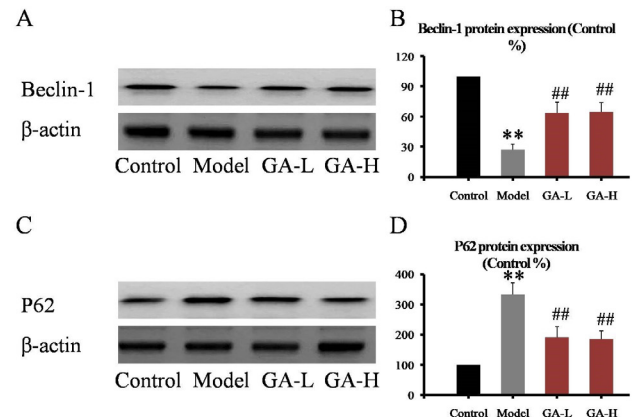 A
Beclin-1
β-actin
Control Model GA-L GA-H
B
Beclin-1 protein expression (Control
%)
120
90
60
30
0
**
##
##
Control Model GA-L GA-H
C
P62
β-actin
Control Model GA-L GA-H
D
P62 protein expression
(Control %)
400
300
200
100
0
**
##
##
Control Model GA-L GA-H